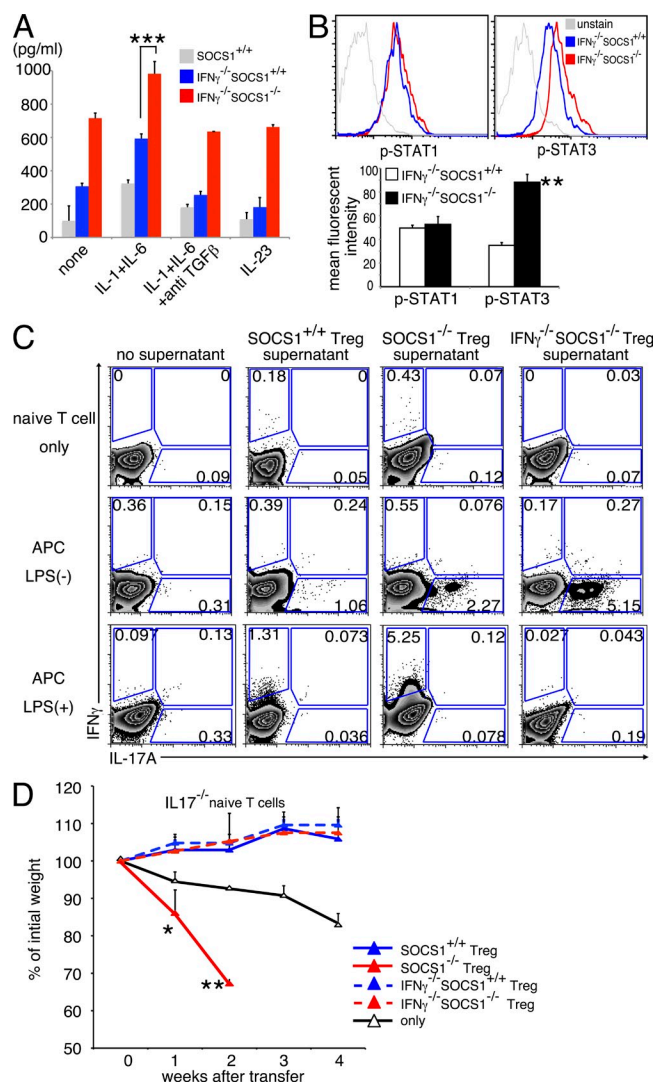 A
(pg/ml)
***
SOCS1+/+
IFNγ-/-SOCS1+/+
IFNγ-/-SOCS1-/-
1000
800
600
400
200
0
none
IL-1+IL-6
IL-1+IL-6
+anti TGFβ
IL-23
B
unstain
IFNγ-/-SOCS1+/+
IFNγ-/-SOCS1-/-
p-STAT1
p-STAT3
mean fluorescent
intensity
100
80
60
40
20
0
IFNγ-/-SOCS1+/+
IFNγ-/-SOCS1-/-
**
p-STAT1
p-STAT3
C
no supernatant
SOCS1+/+ Treg
supernatant
SOCS1-/- Treg
supernatant
IFNγ-/-SOCS1-/- Treg
supernatant
naive T cell
only
0 0 0.09
0.18 0 0.05
0.43 0.07 0.12
0 0.03 0.07
APC
LPS(-)
0.36 0.15 0.31
0.39 0.24 1.06
0.55 0.076 2.27
0.17 0.27 5.15
APC
LPS(+)
0.097 0.13 0.33
1.31 0.073 0.036
5.25 0.12 0.078
0.027 0.043 0.19
IFNγ
IL-17A
D
IL17-/- naive T cells
% of intial weight
120
110
100
90
80
70
60
50
*
**
SOCS1+/+ Treg
SOCS1-/- Treg
IFNγ-/-SOCS1+/+ Treg
IFNγ-/-SOCS1-/- Treg
only
0 1 2 3 4
weeks after transfer